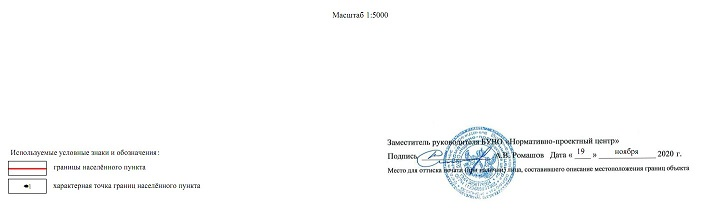 Масштаб 1:5000
Используемые условные знаки и обозначения:
границы населённого пункта
характерная точка границ населённого пункта
Заместитель руководителя БУВО «Нормативно-проектный центр»
Подпись А.В. Ромашов Дата « 19 » ноября 2020 г.
Место для оттиска печати (при наличии) лица, составившего описание местоположения границ объекта